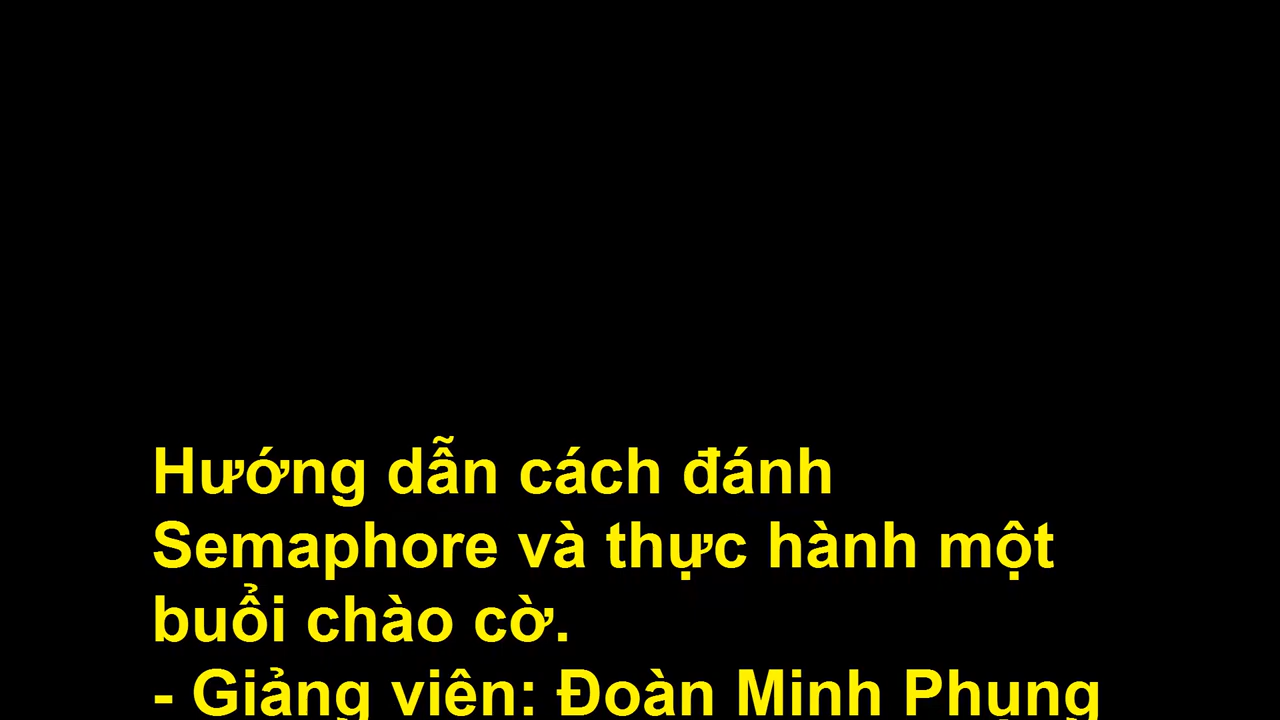 Hướng dẫn cách đánh
Semaphore và thực hành một
buổi chào cờ.
- Giảng viên: Đoàn Minh Phụng